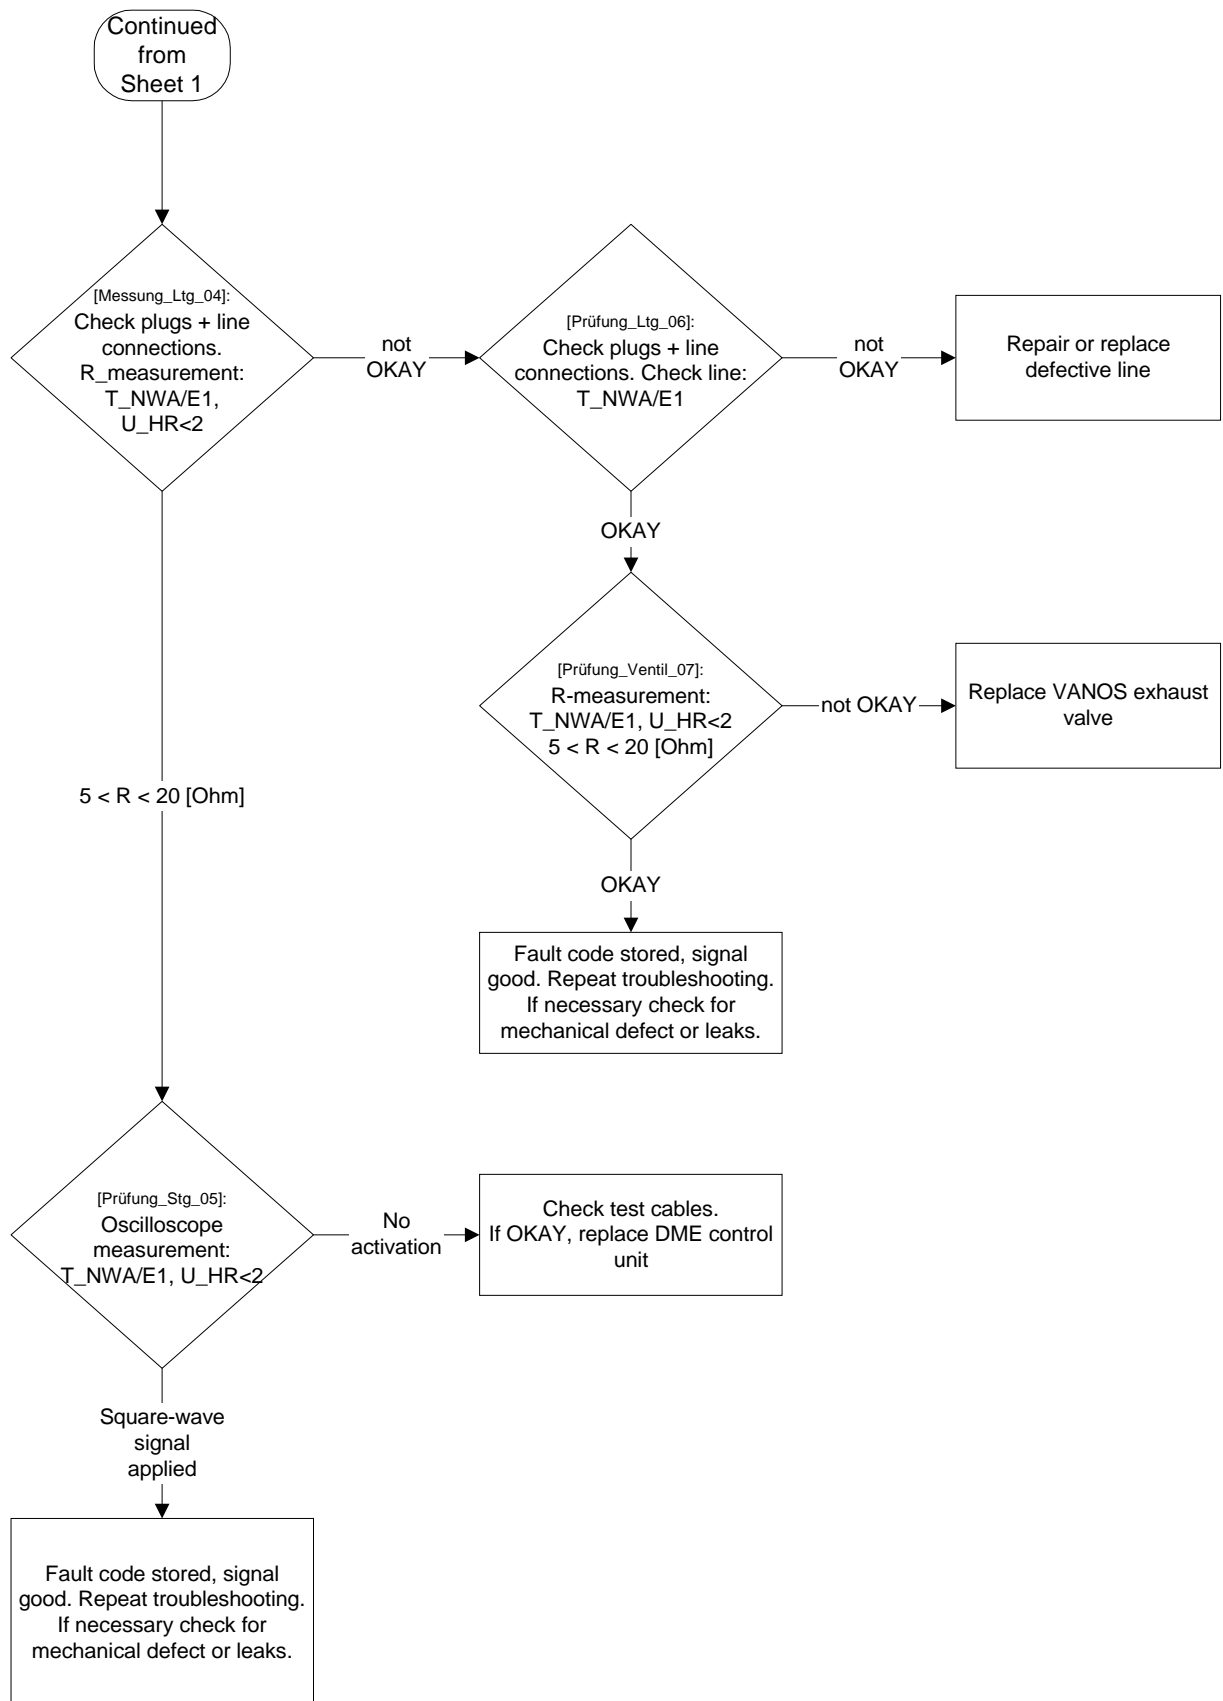 Continued
from
Sheet 1
[Messung_Ltg_04]:
Check plugs + line
connections.
R_measurement:
T_NWA/E1,
U_HR<2
not
OKAY
[Prüfung_Ltg_06]:
Check plugs + line
connections. Check line:
T_NWA/E1
not
OKAY
Repair or replace
defective line
OKAY
[Prüfung_Ventil_07]:
R-measurement:
T_NWA/E1, U_HR<2
5 < R < 20 [Ohm]
not OKAY
Replace VANOS exhaust
valve
5 < R < 20 [Ohm]
OKAY
Fault code stored, signal
good. Repeat troubleshooting.
If necessary check for
mechanical defect or leaks.
[Prüfung_Stg_05]:
Oscilloscope
measurement:
T_NWA/E1, U_HR<2
No
activation
Check test cables.
If OKAY, replace DME control
unit
Square-wave
signal
applied
Fault code stored, signal
good. Repeat troubleshooting.
If necessary check for
mechanical defect or leaks.